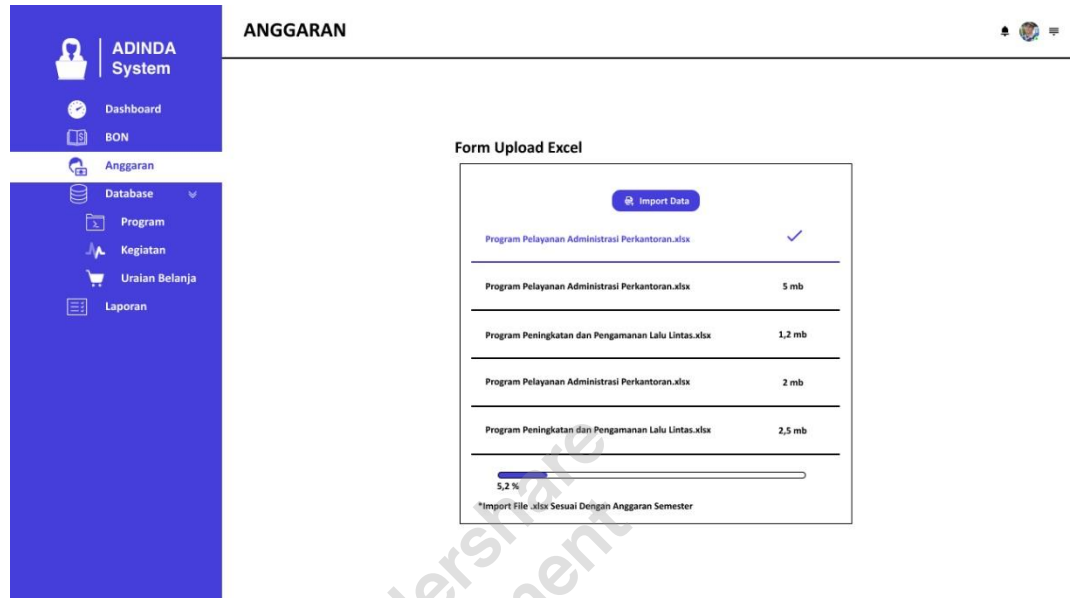 ADINDA
System
ANGGARAN
Dashboard
BON
Anggaran
Database
Program
Kegiatan
Uraian Belanja
Laporan
Form Upload Excel
Import Data
Program Pelayanan Administrasi Perkantoran.xlsx
Program Pelayanan Administrasi Perkantoran.xlsx 5 mb
Program Peningkatan dan Pengamanan Lalu Lintas.xlsx 1,2 mb
Program Pelayanan Administrasi Perkantoran.xlsx 2 mb
Program Peningkatan dan Pengamanan Lalu Lintas.xlsx 2,5 mb
5,2 %
*Import File .xlsx Sesuai Dengan Anggaran Semester